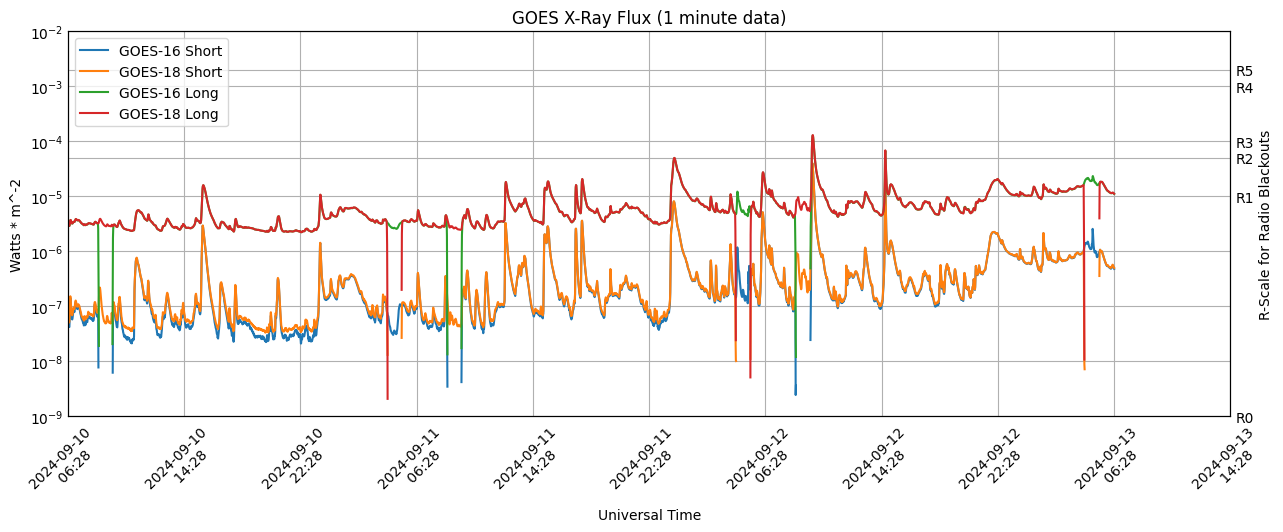 GOES X-Ray Flux (1 minute data)
GOES-16 Short
GOES-18 Short
GOES-16 Long
GOES-18 Long
10^-2
10^-3
10^-4
10^-5
10^-6
10^-7
10^-8
10^-9
Watts * m^-2
R5
R4
R3
R2
R1
R0
R-Scale for Radio Blackouts
2024-09-10
06:28
2024-09-10
14:28
2024-09-10
22:28
2024-09-11
06:28
2024-09-11
14:28
2024-09-11
22:28
2024-09-12
06:28
2024-09-12
14:28
2024-09-12
22:28
2024-09-13
06:28
2024-09-13
14:28
Universal Time